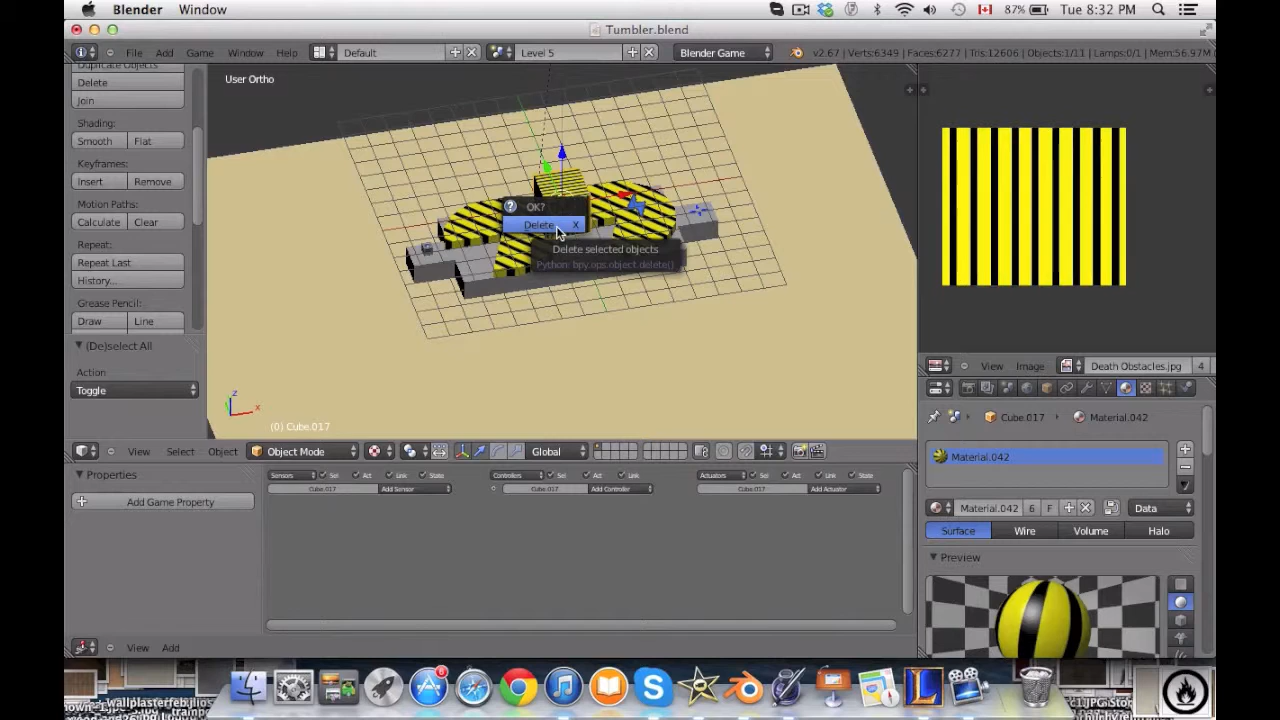 Blender Window 87% Tue 8:32 PM
Tumbler.blend
File Add Game Window Help Default Level 5 Blender Game v2.67 | Verts:6349 | Faces:6277 | Tris:12606 | Objects:1/11 | Lamps:0/1 | Mem:56.97M
Duplicate Objects
Delete
Join
Shading:
Smooth Flat
Keyframes:
Insert Remove
Motion Paths:
Calculate Clear
Repeat:
Repeat Last
History...
Grease Pencil:
Draw Line
(De)select All
Action
Toggle
User Ortho
OK?
Delete X
Delete selected objects
Python: bpy.ops.object.delete()
z
x
(0) Cube.017
View Select Object Object Mode Global
View Image Death Obstacles.jpg 4
Cube.017 Material.042
Material.042
Material.042 6 F Data
Surface Wire Volume Halo
Preview
Properties
Add Game Property
Sensors Sel Act Link State Controllers Sel Act Link Actuators Sel Act Link State
Cube.017 Add Sensor Cube.017 Add Controller Cube.017 Add Actuator
View Add
6